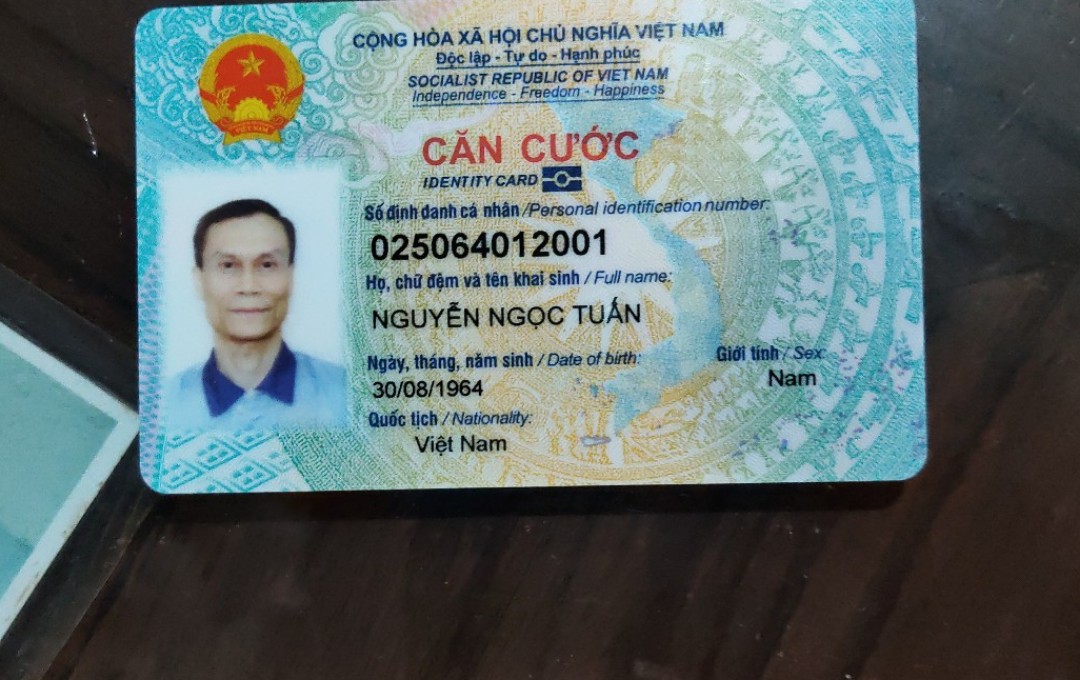 CỘNG HÒA XÃ HỘI CHỦ NGHĨA VIỆT NAM
Độc lập - Tự do - Hạnh phúc
SOCIALIST REPUBLIC OF VIET NAM
Independence - Freedom - Happiness
VIỆT NAM
CĂN CƯỚC
IDENTITY CARD
Số định danh cá nhân / Personal identification number:
025064012001
Họ, chữ đệm và tên khai sinh / Full name:
NGUYỄN NGỌC TUẤN
Ngày, tháng, năm sinh / Date of birth:
30/08/1964
Giới tính / Sex:
Nam
Quốc tịch / Nationality:
Việt Nam